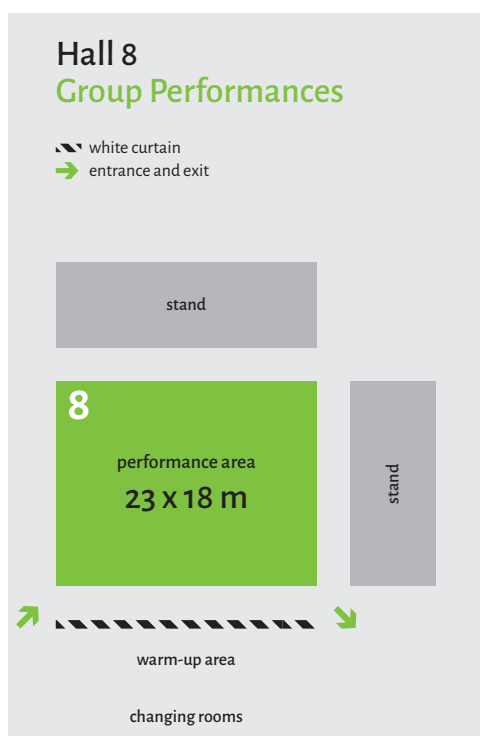 Hall 8
Group Performances
white curtain
entrance and exit
stand
8
performance area
23 x 18 m
stand
warm-up area
changing rooms